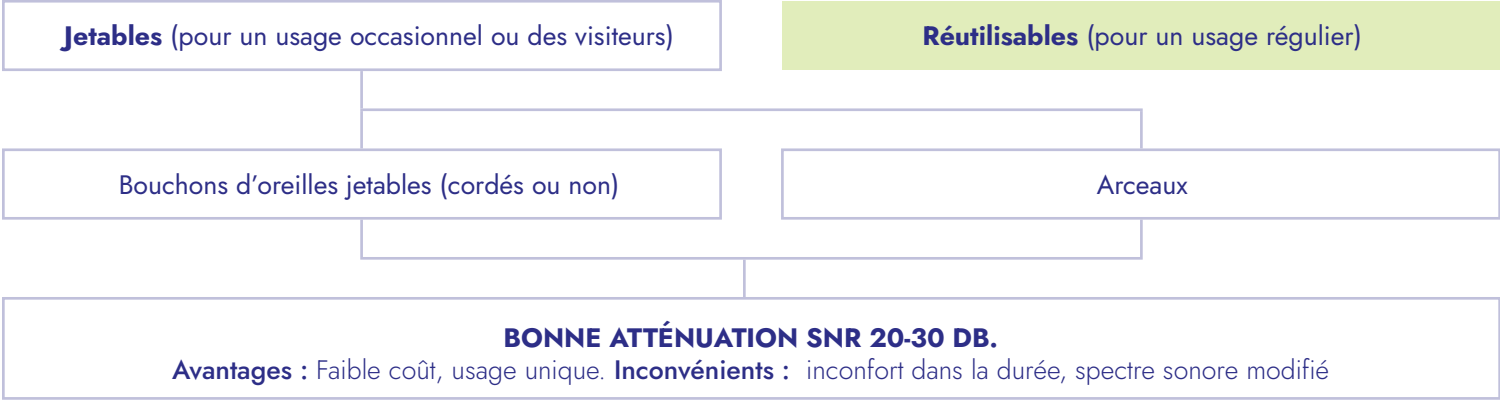 Jetables (pour un usage occasionnel ou des visiteurs)
Réutilisables (pour un usage régulier)
Bouchons d’oreilles jetables (cordés ou non)
Arceaux
BONNE ATTÉNUATION SNR 20-30 DB.
Avantages : Faible coût, usage unique. Inconvénients : inconfort dans la durée, spectre sonore modifié